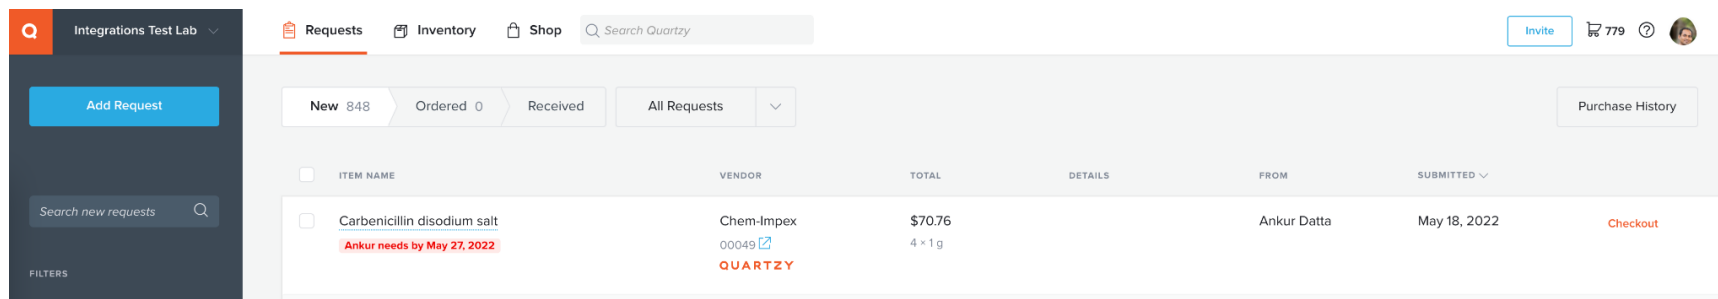 Q Integrations Test Lab Requests Inventory Shop Search Quartzy Invite 779 ?
Add Request New 848 Ordered 0 Received All Requests Purchase History
ITEM NAME VENDOR TOTAL DETAILS FROM SUBMITTED
Search new requests Carbenicillin disodium salt Chem-Impex $70.76 Ankur Datta May 18, 2022 Checkout
Ankur needs by May 27, 2022 00049 4 × 1 g
QUARTZY
FILTERS